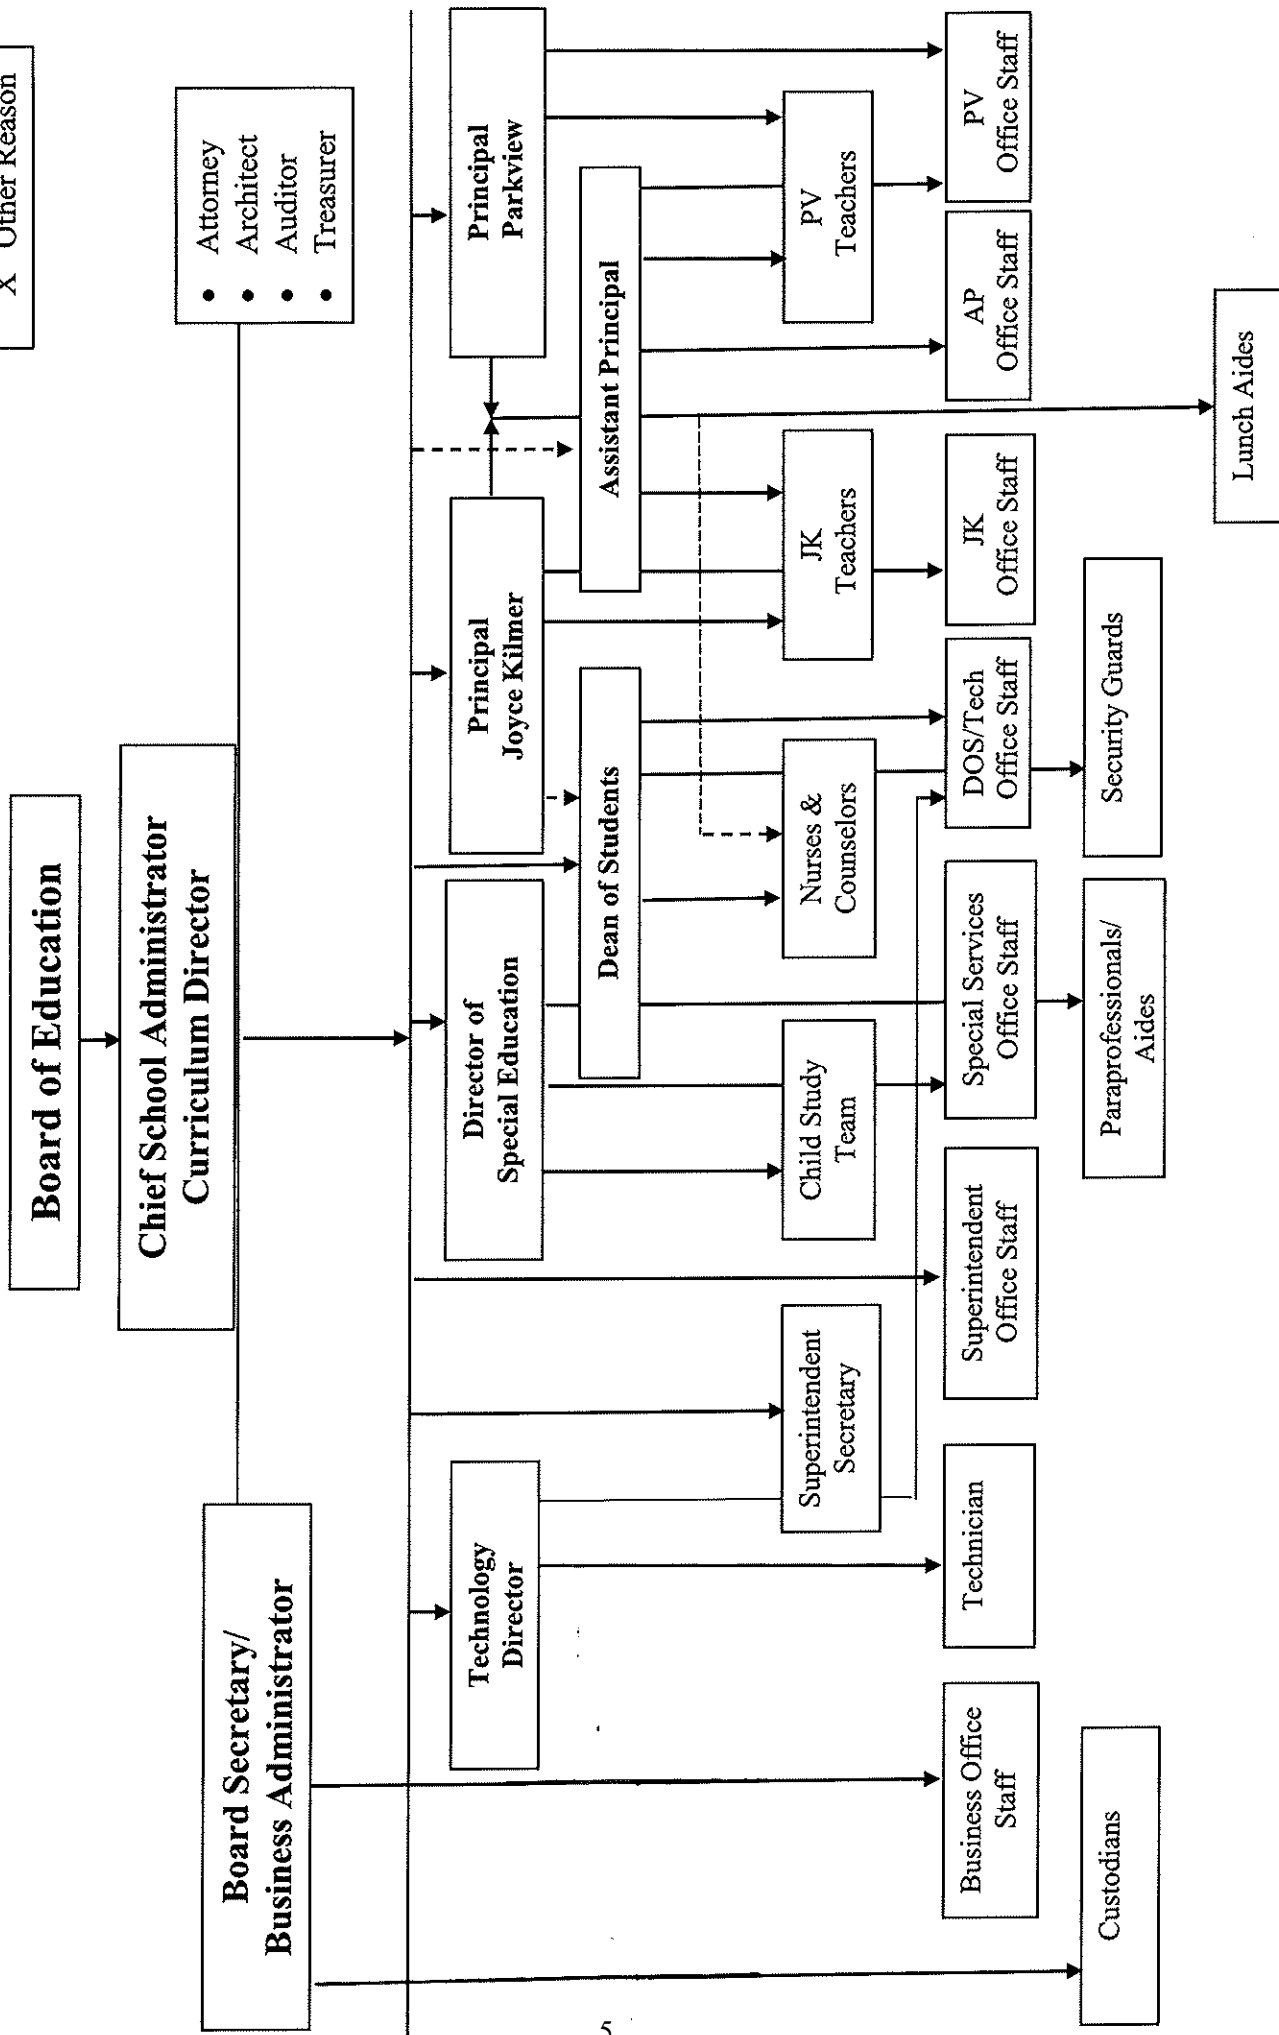 X Other Reason
Board of Education
Chief School Administrator
Curriculum Director
• Attorney
• Architect
• Auditor
• Treasurer
Board Secretary/
Business Administrator
Technology
Director
Director of
Special Education
Principal
Joyce Kilmer
Principal
Parkview
Dean of Students
Assistant Principal
Superintendent
Secretary
Child Study
Team
Nurses &
Counselors
JK
Teachers
PV
Teachers
Business Office
Staff
Technician
Superintendent
Office Staff
Special Services
Office Staff
DOS/Tech
Office Staff
JK
Office Staff
AP
Office Staff
PV
Office Staff
Custodians
Paraprofessionals/
Aides
Security Guards
Lunch Aides
5